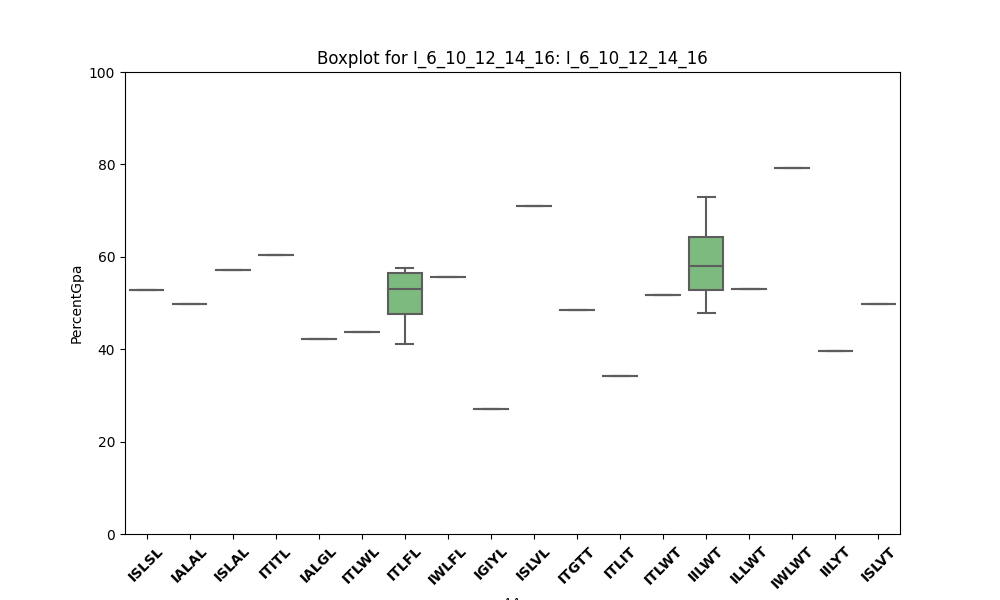 Boxplot for I_6_10_12_14_16: I_6_10_12_14_16
100
80
60
40
20
0
PercentGpa
ISLSL IALAL ISLAL ITITL IALGL ITLWL ITLFL IWLFL IGIYL ISLVL ITGTT ITLIT ITLWT IILWT ILLWT IWLWT IILYT ISLVT